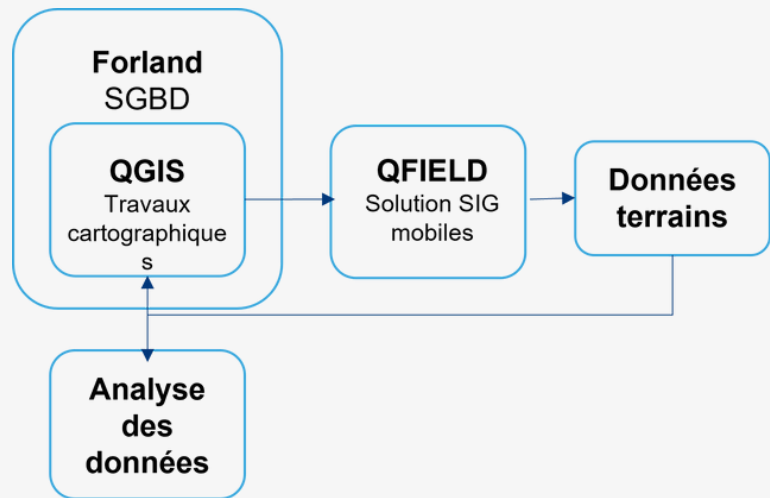 Forland
SGBD
QGIS
Travaux
cartographique
s
QFIELD
Solution SIG
mobiles
Données
terrains
Analyse
des
données